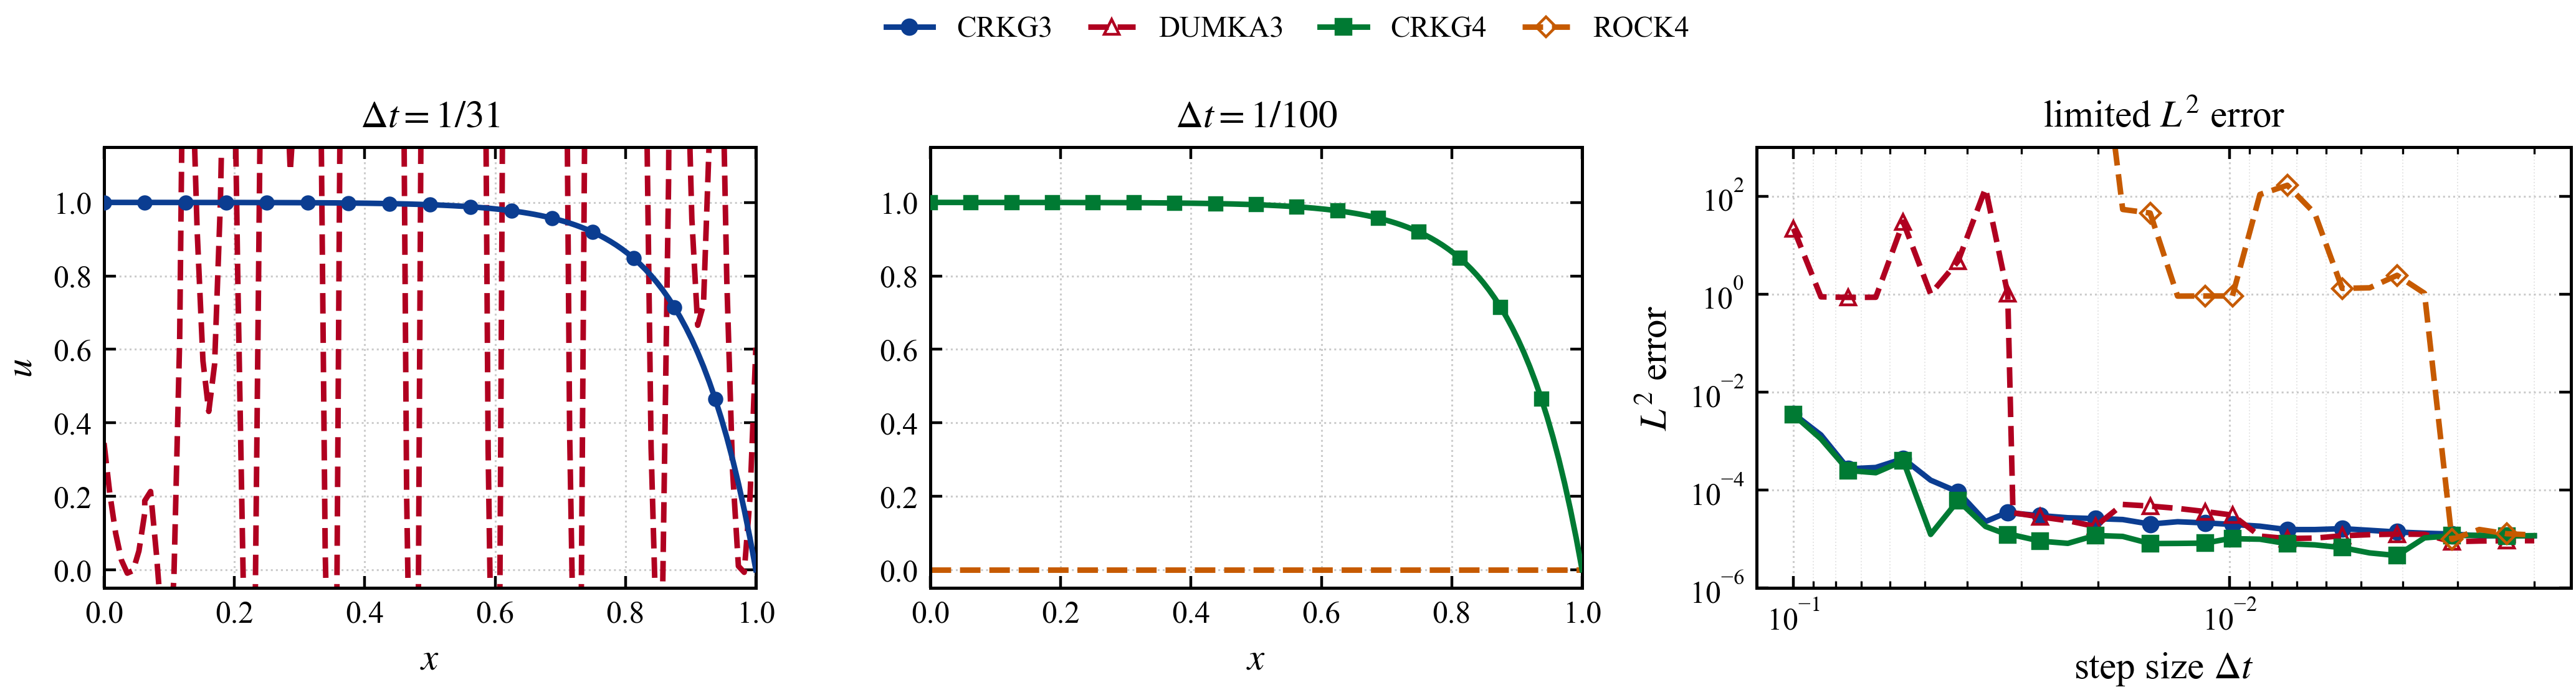 CRKG3 DUMKA3 CRKG4 ROCK4
Δt = 1/31
1.0
0.8
0.6
0.4
0.2
0.0
0.0 0.2 0.4 0.6 0.8 1.0
u
x
Δt = 1/100
1.0
0.8
0.6
0.4
0.2
0.0
0.0 0.2 0.4 0.6 0.8 1.0
x
limited L² error
10²
10⁰
10⁻²
10⁻⁴
10⁻⁶
10⁻¹ 10⁻²
L² error
step size Δt